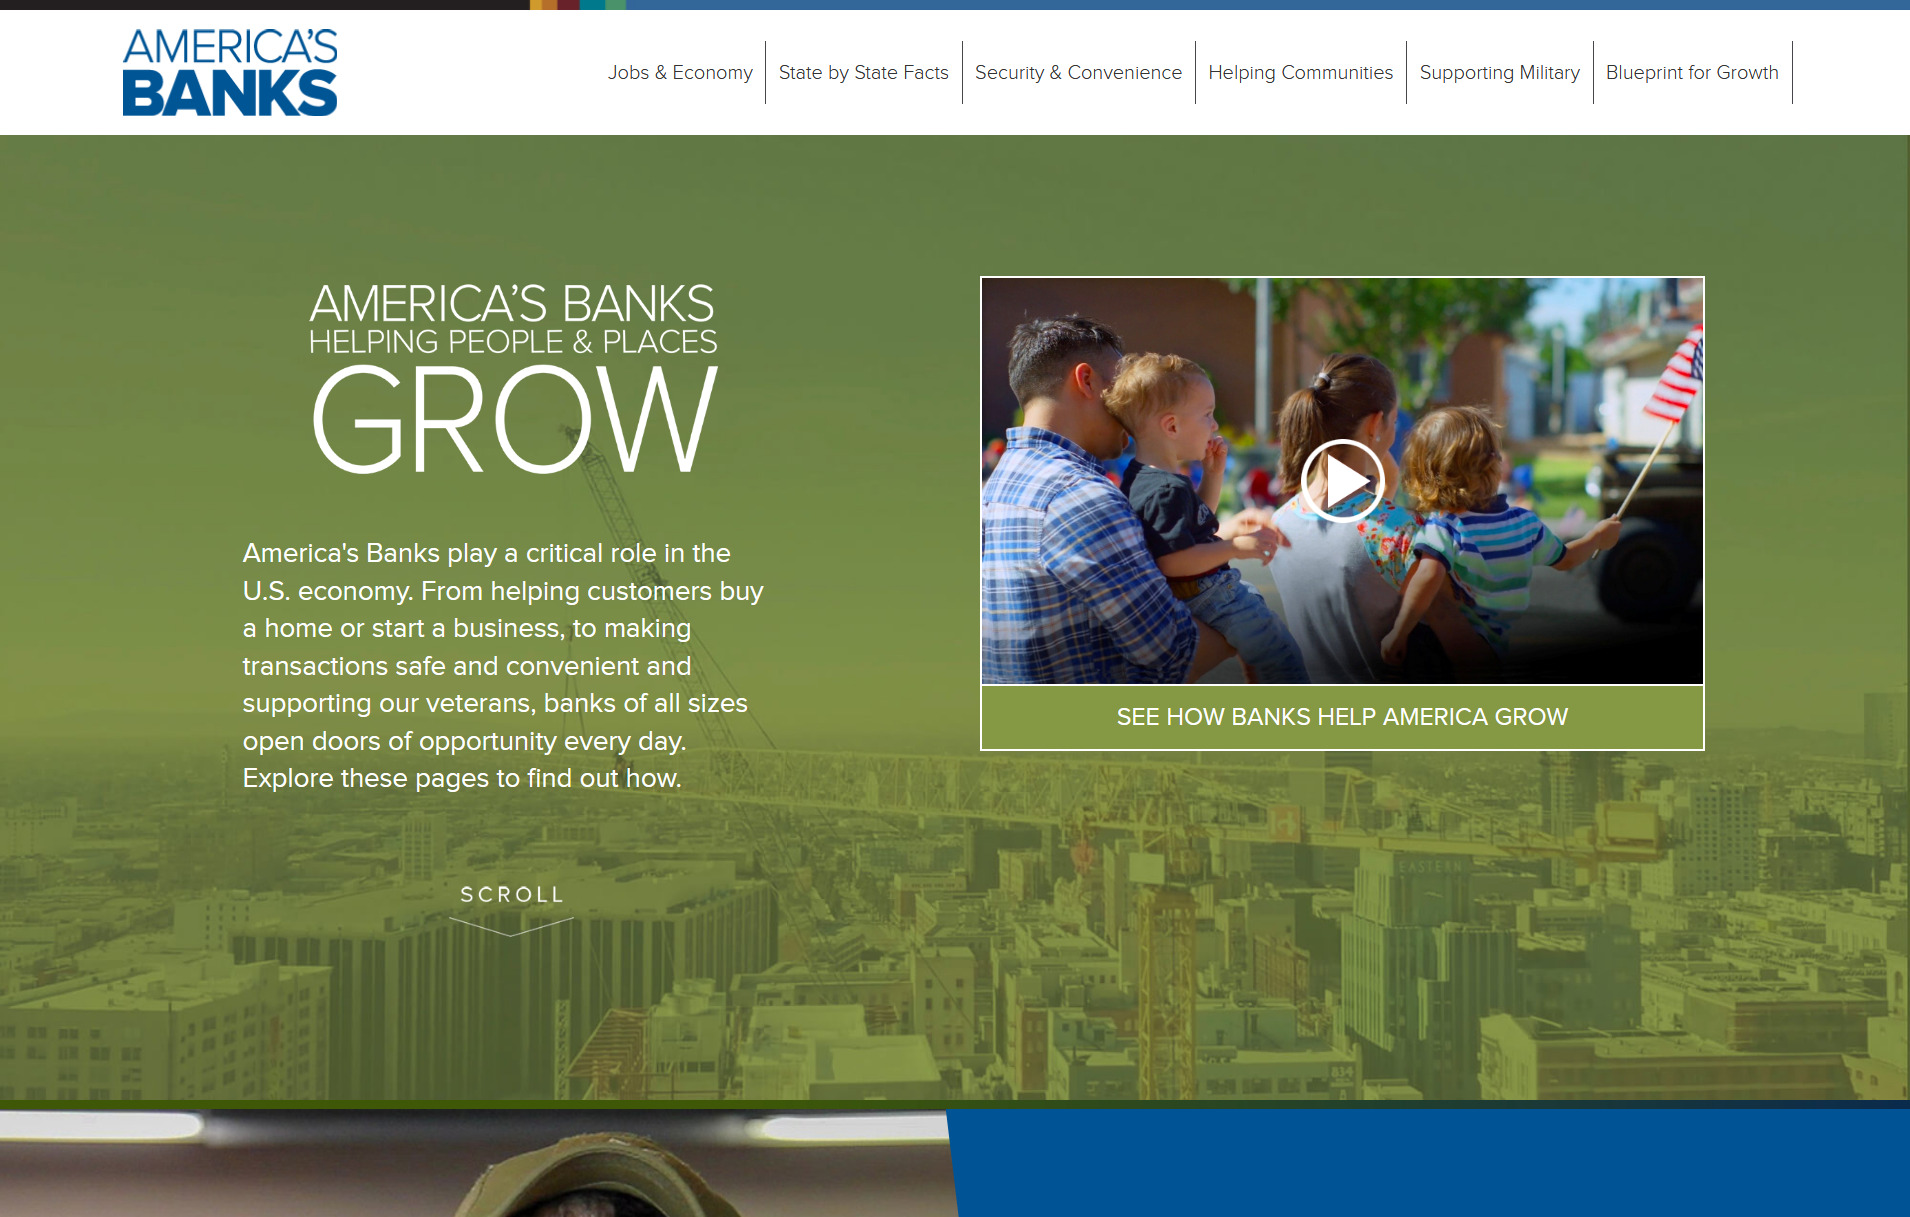 AMERICA'S
BANKS
Jobs & Economy
State by State Facts
Security & Convenience
Helping Communities
Supporting Military
Blueprint for Growth
AMERICA'S BANKS
HELPING PEOPLE & PLACES
GROW
America's Banks play a critical role in the
U.S. economy. From helping customers buy
a home or start a business, to making
transactions safe and convenient and
supporting our veterans, banks of all sizes
open doors of opportunity every day.
Explore these pages to find out how.
SEE HOW BANKS HELP AMERICA GROW
SCROLL
EASTERN
834